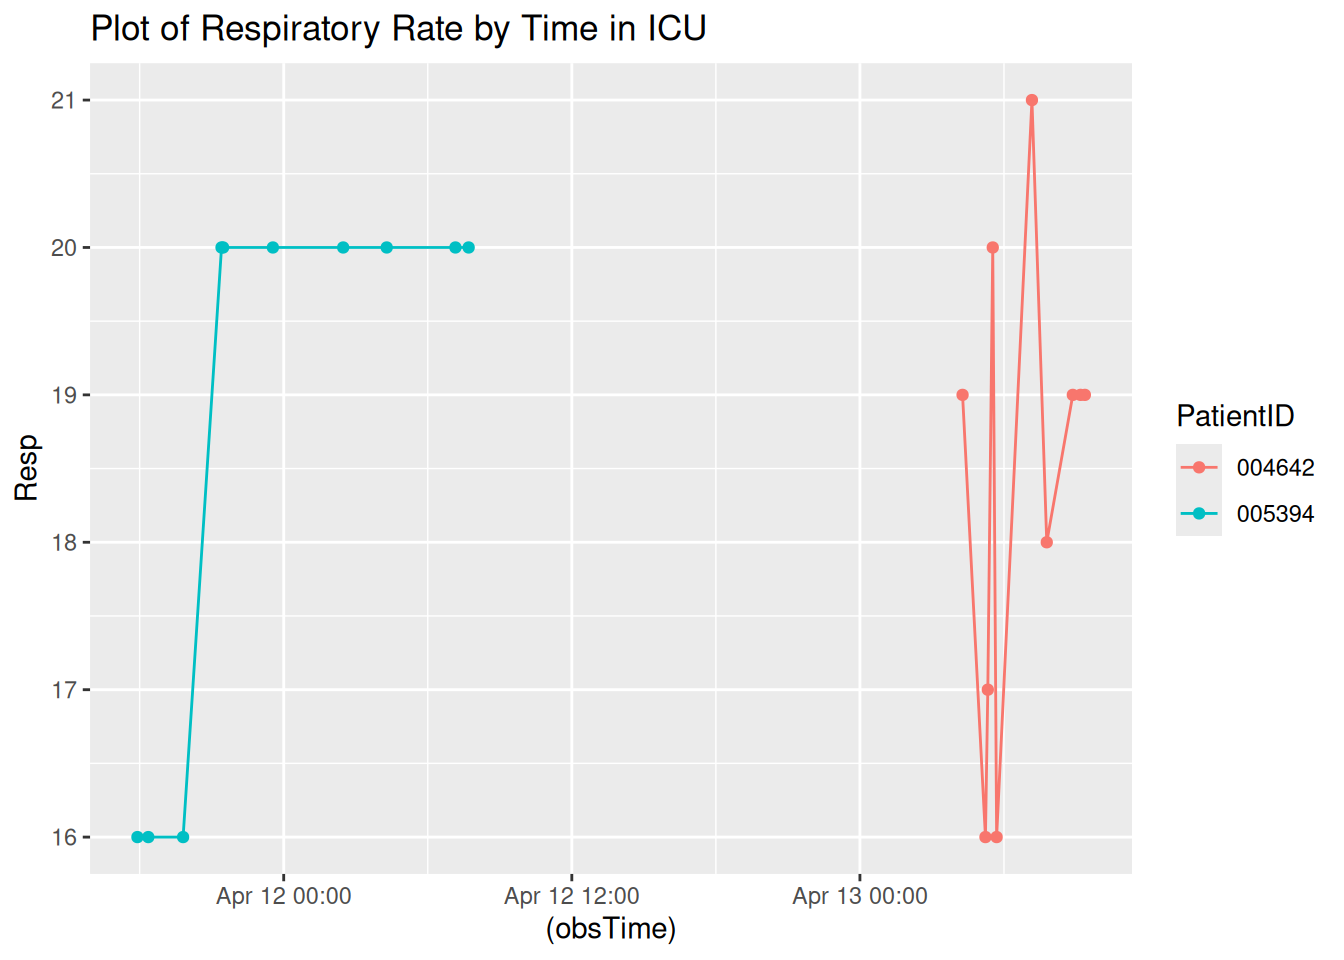 Plot of Respiratory Rate by Time in ICU
21
20
19
18
17
16
Resp
Apr 12 00:00
Apr 12 12:00
Apr 13 00:00
(obsTime)
PatientID
004642
005394